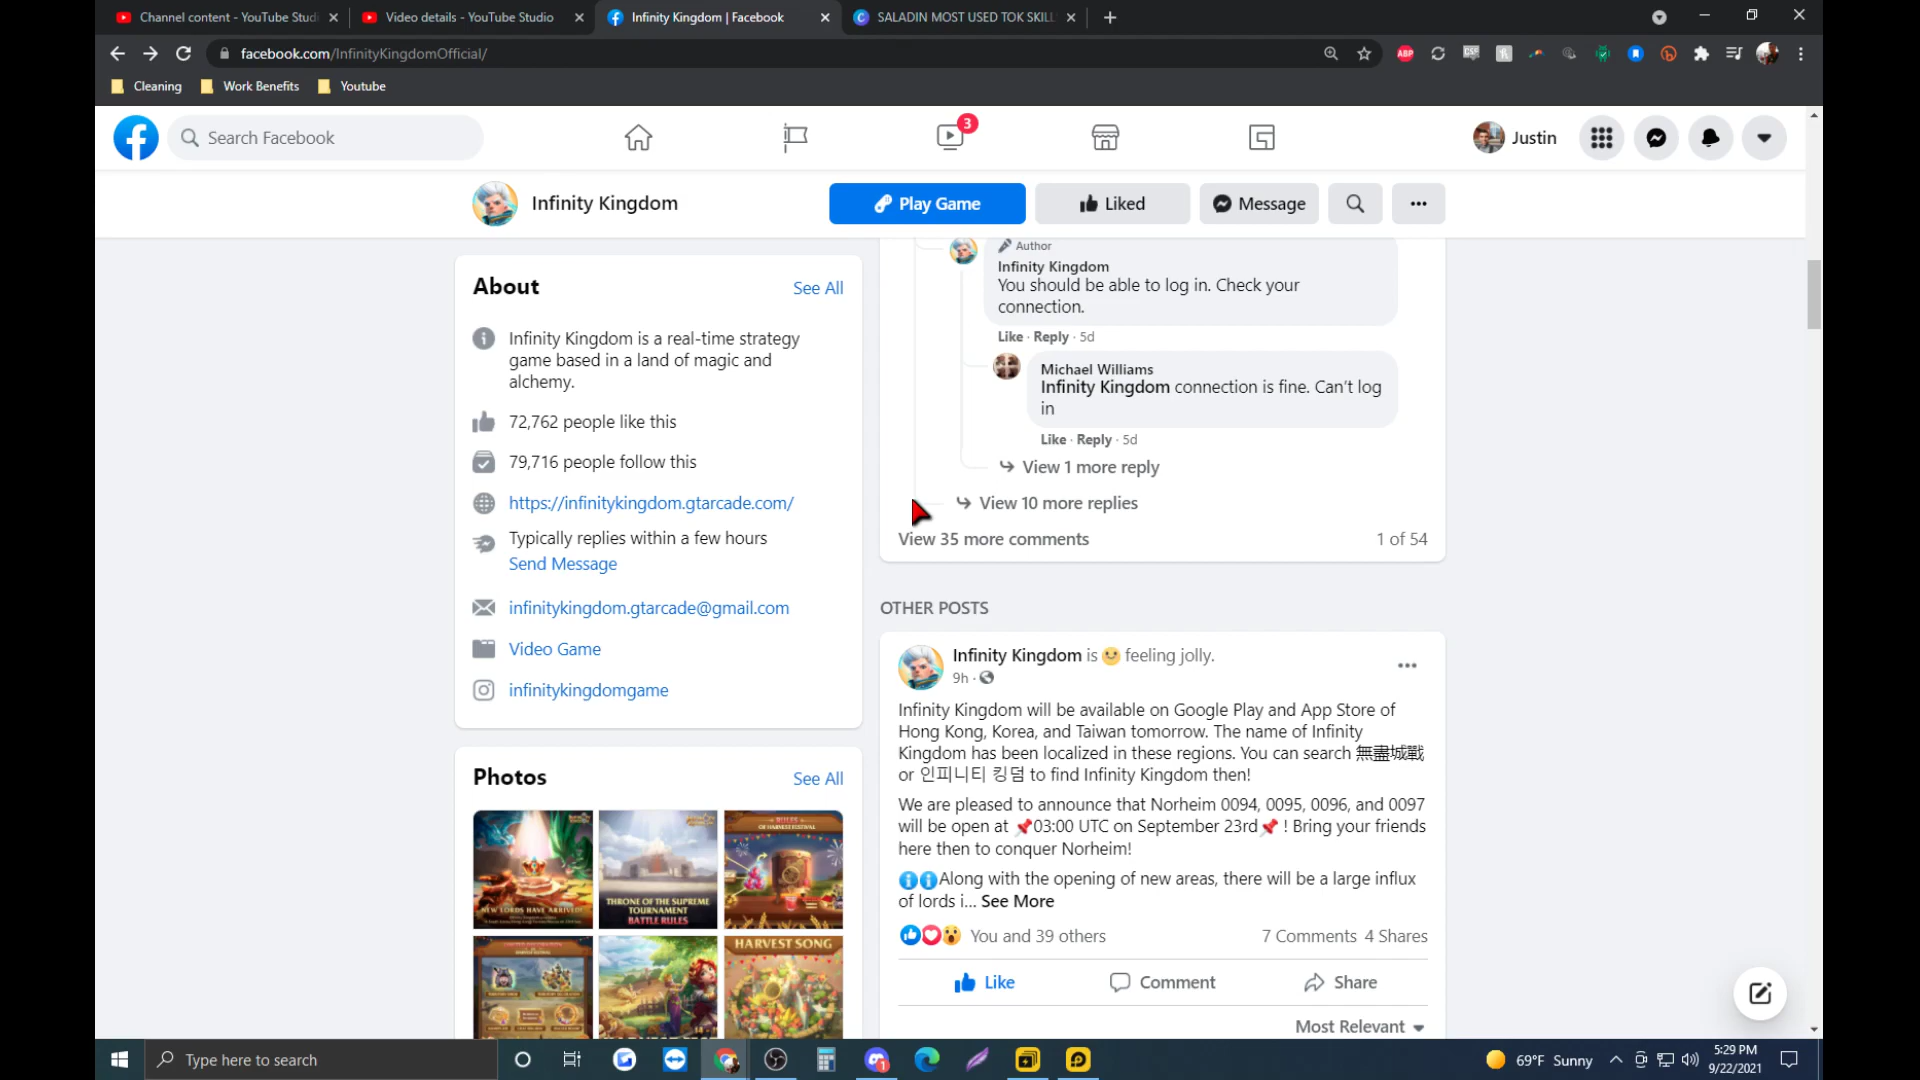 Channel content - YouTube Studi
Video details - YouTube Studio
Infinity Kingdom | Facebook
SALADIN MOST USED TOK SKILL
facebook.com/InfinityKingdomOfficial/
ABP
Cleaning
Work Benefits
Youtube
Search Facebook
3
Justin
Infinity Kingdom
Play Game
Liked
Message
About
See All
Infinity Kingdom is a real-time strategy
game based in a land of magic and
alchemy.
72,762 people like this
79,716 people follow this
https://infinitykingdom.gtarcade.com/
Typically replies within a few hours
Send Message
infinitykingdom.gtarcade@gmail.com
Video Game
infinitykingdomgame
Photos
See All
NEW LORDS HAVE ARRIVED!
THRONE OF THE SUPREME
TOURNAMENT
BATTLE RULES
RULES
OF HARVEST FESTIVAL
HARVEST SONG
Author
Infinity Kingdom
You should be able to log in. Check your
connection.
Like · Reply · 5d
Michael Williams
Infinity Kingdom connection is fine. Can't log
in
Like · Reply · 5d
View 1 more reply
View 10 more replies
View 35 more comments
1 of 54
OTHER POSTS
Infinity Kingdom is feeling jolly.
9h ·
Infinity Kingdom will be available on Google Play and App Store of
Hong Kong, Korea, and Taiwan tomorrow. The name of Infinity
Kingdom has been localized in these regions. You can search 無盡城戰
or 인피니티 킹덤 to find Infinity Kingdom then!
We are pleased to announce that Norheim 0094, 0095, 0096, and 0097
will be open at 📌03:00 UTC on September 23rd📌 ! Bring your friends
here then to conquer Norheim!
ℹ️ℹ️Along with the opening of new areas, there will be a large influx
of lords i... See More
You and 39 others
7 Comments 4 Shares
Like
Comment
Share
Most Relevant
Type here to search
1
69°F Sunny
5:29 PM
9/22/2021